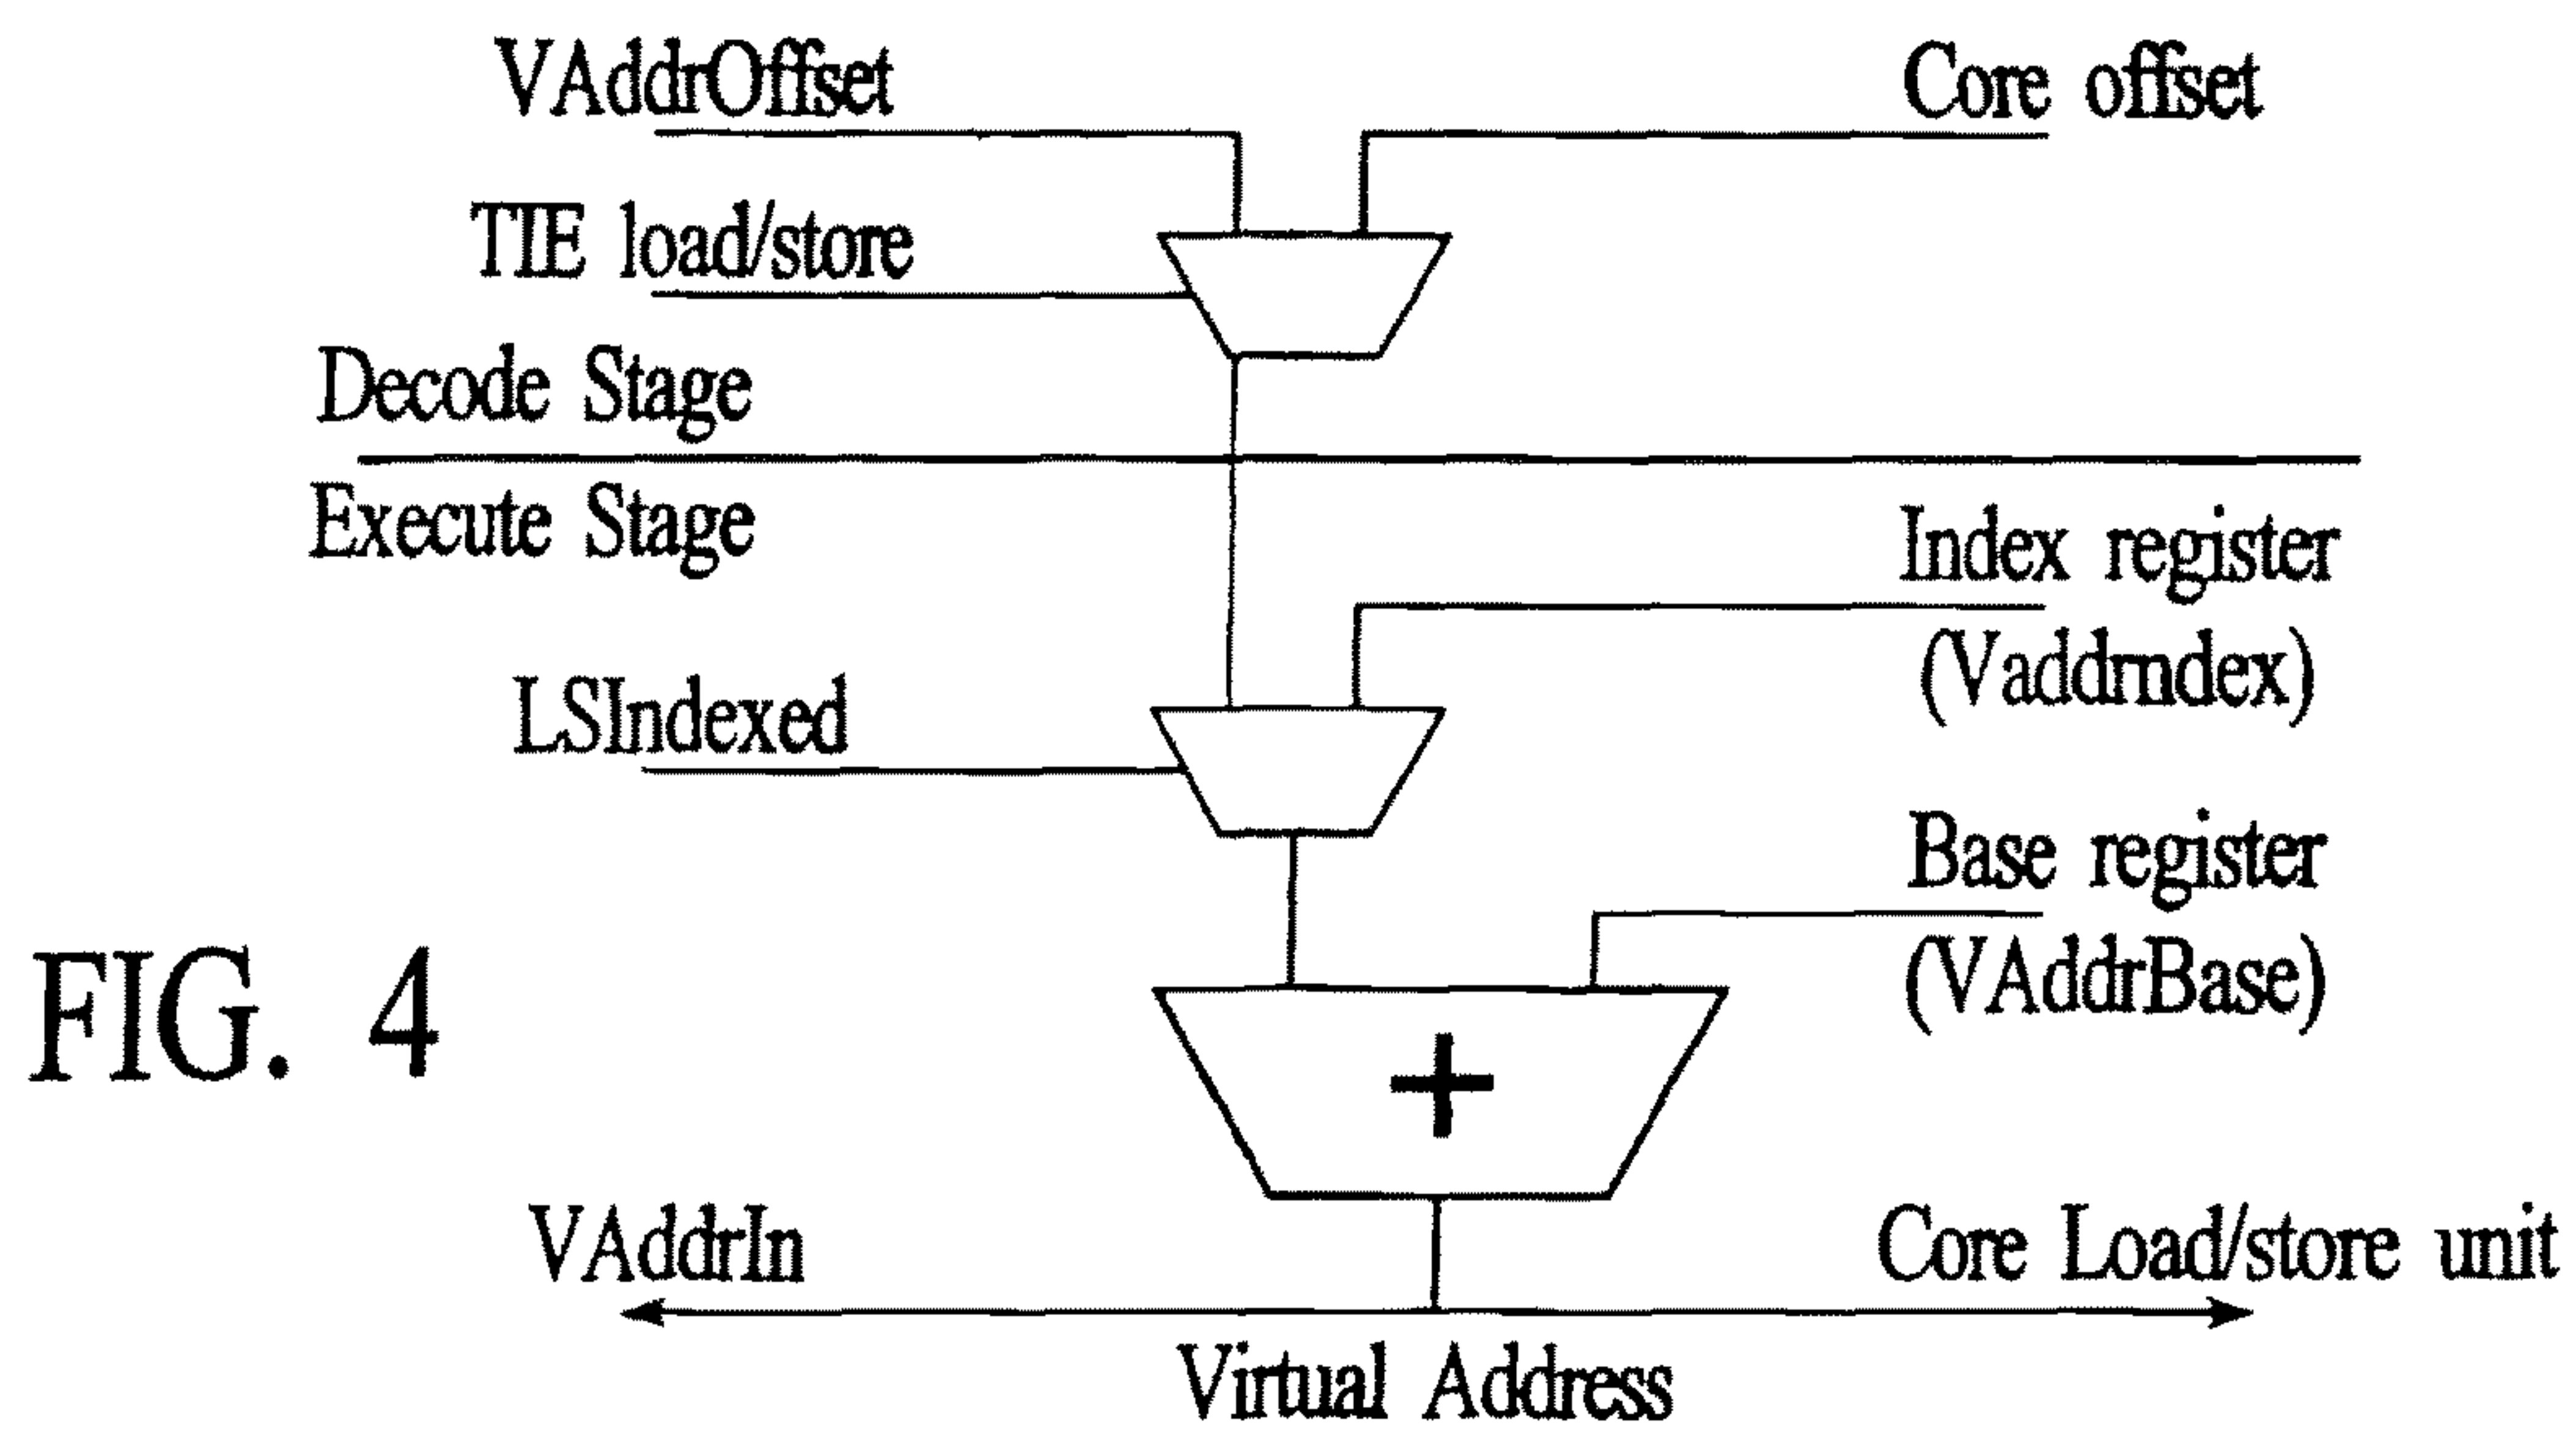 VAddrOffset
Core offset
TIE load/store
Decode Stage
Execute Stage
Index register
(Vaddrndex)
LSIndexed
Base register
(VAddrBase)
FIG. 4
VAddrIn
Core Load/store unit
Virtual Address